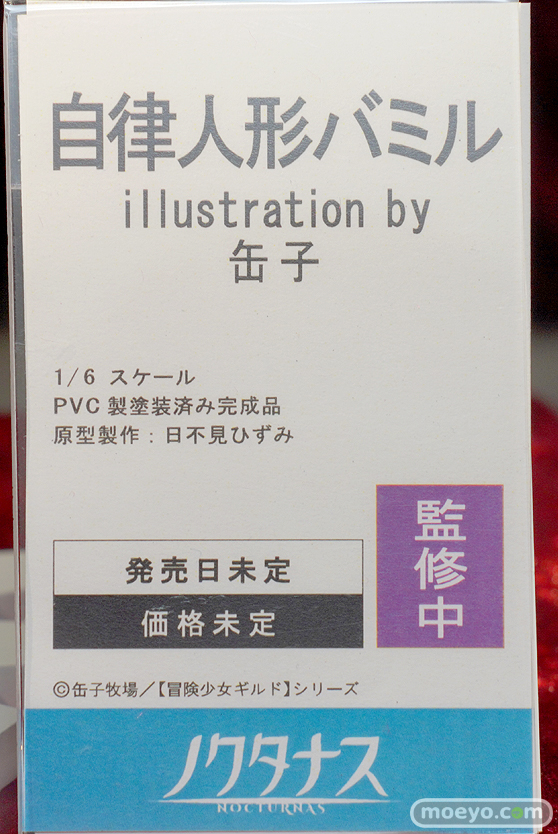 自律人形バミル
illustration by
缶子
1/6 スケール
PVC製塗装済み完成品
原型製作：日不見ひずみ
監修中
発売日未定
価格未定
©缶子牧場／【冒険少女ギルド】シリーズ
ノクタナス
NOCTURNAS
moeyo.com